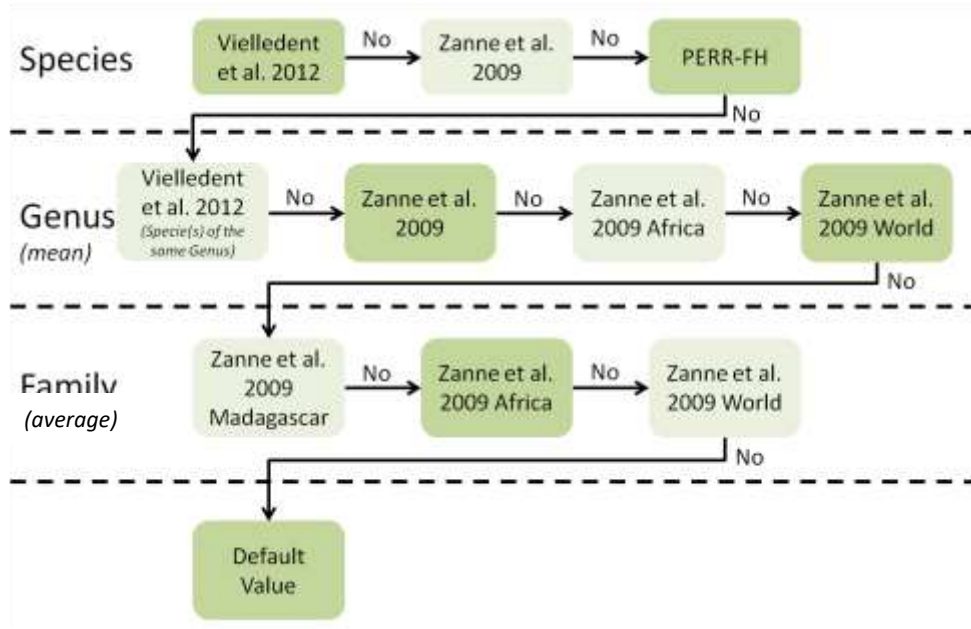 Species
Vielledent
et al. 2012
No
Zanne et al.
2009
No
PERR-FH
No
Genus
(mean)
Vielledent
et al. 2012
(Specie(s) of the
same Genus)
No
Zanne et al.
2009
No
Zanne et al.
2009 Africa
No
Zanne et al.
2009 World
No
Family
(average)
Zanne et al.
2009
Madagascar
No
Zanne et al.
2009 Africa
No
Zanne et al.
2009 World
No
Default
Value